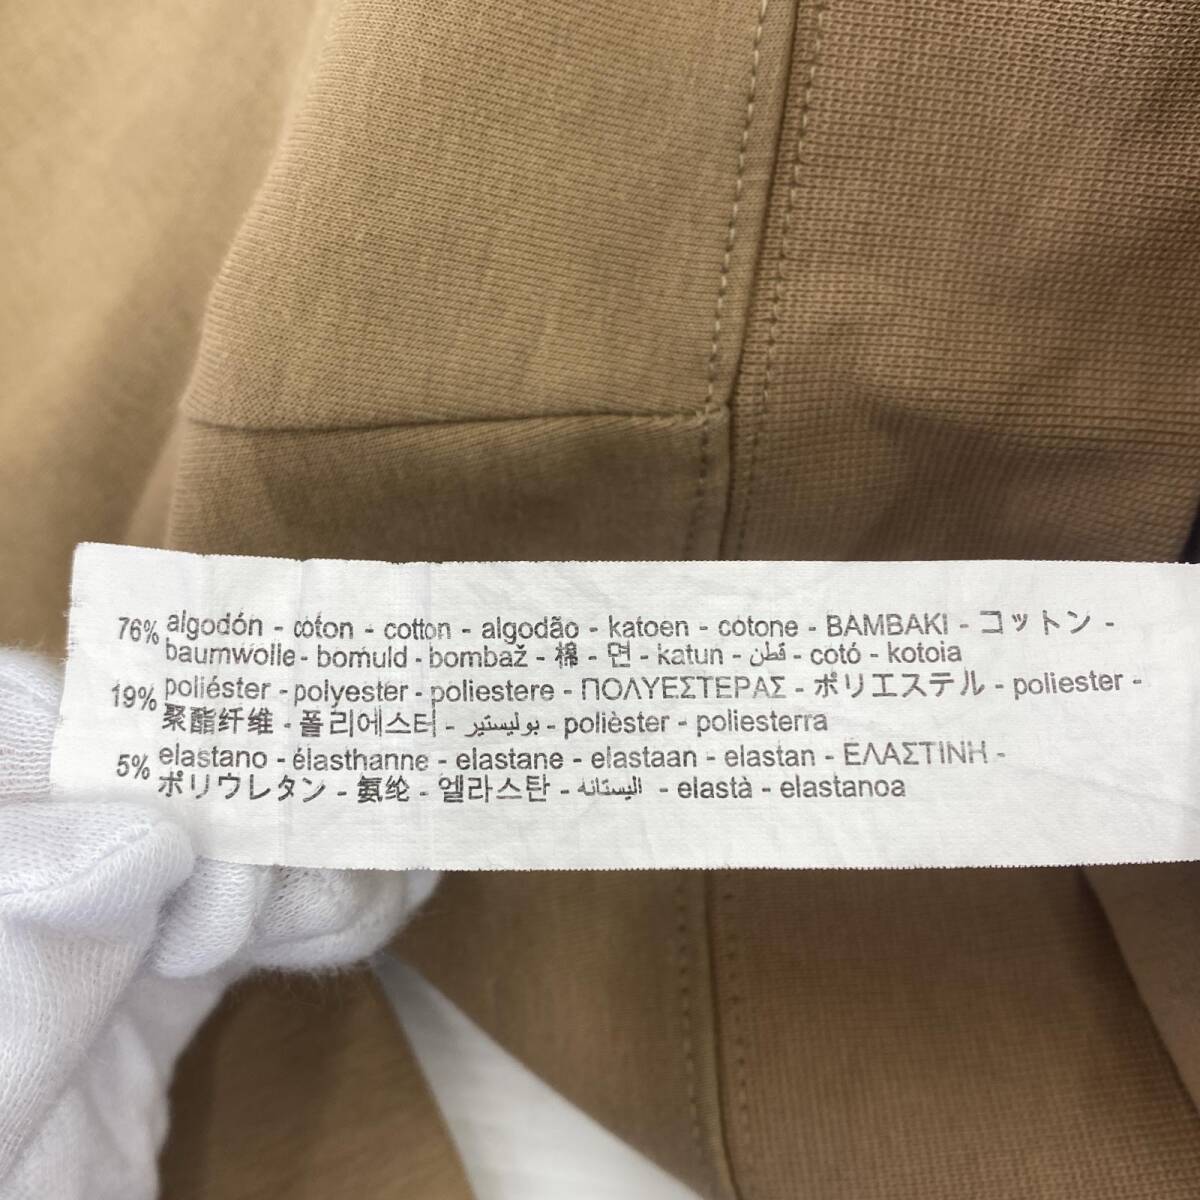 76% algodón - coton - cotton - algodão - katoen - cotone - BAMBAKI - コットン -
baumwolle - bomuld - bombaž - 棉 - 면 - katun - قطن - cotó - kotoia
19% poliéster - polyester - poliestere - ΠΟΛΥΕΣΤΕΡΑΣ - ポリエステル - poliester -
聚酯纤维 - 폴리에스터 - بوليستير - polièster - poliesterra
5% elastano - élasthanne - elastane - elastaan - elastan - ΕΛΑΣΤΙΝΗ -
ポリウレタン - 氨纶 - 엘라스탄 - اليستانه - elastà - elastanoa